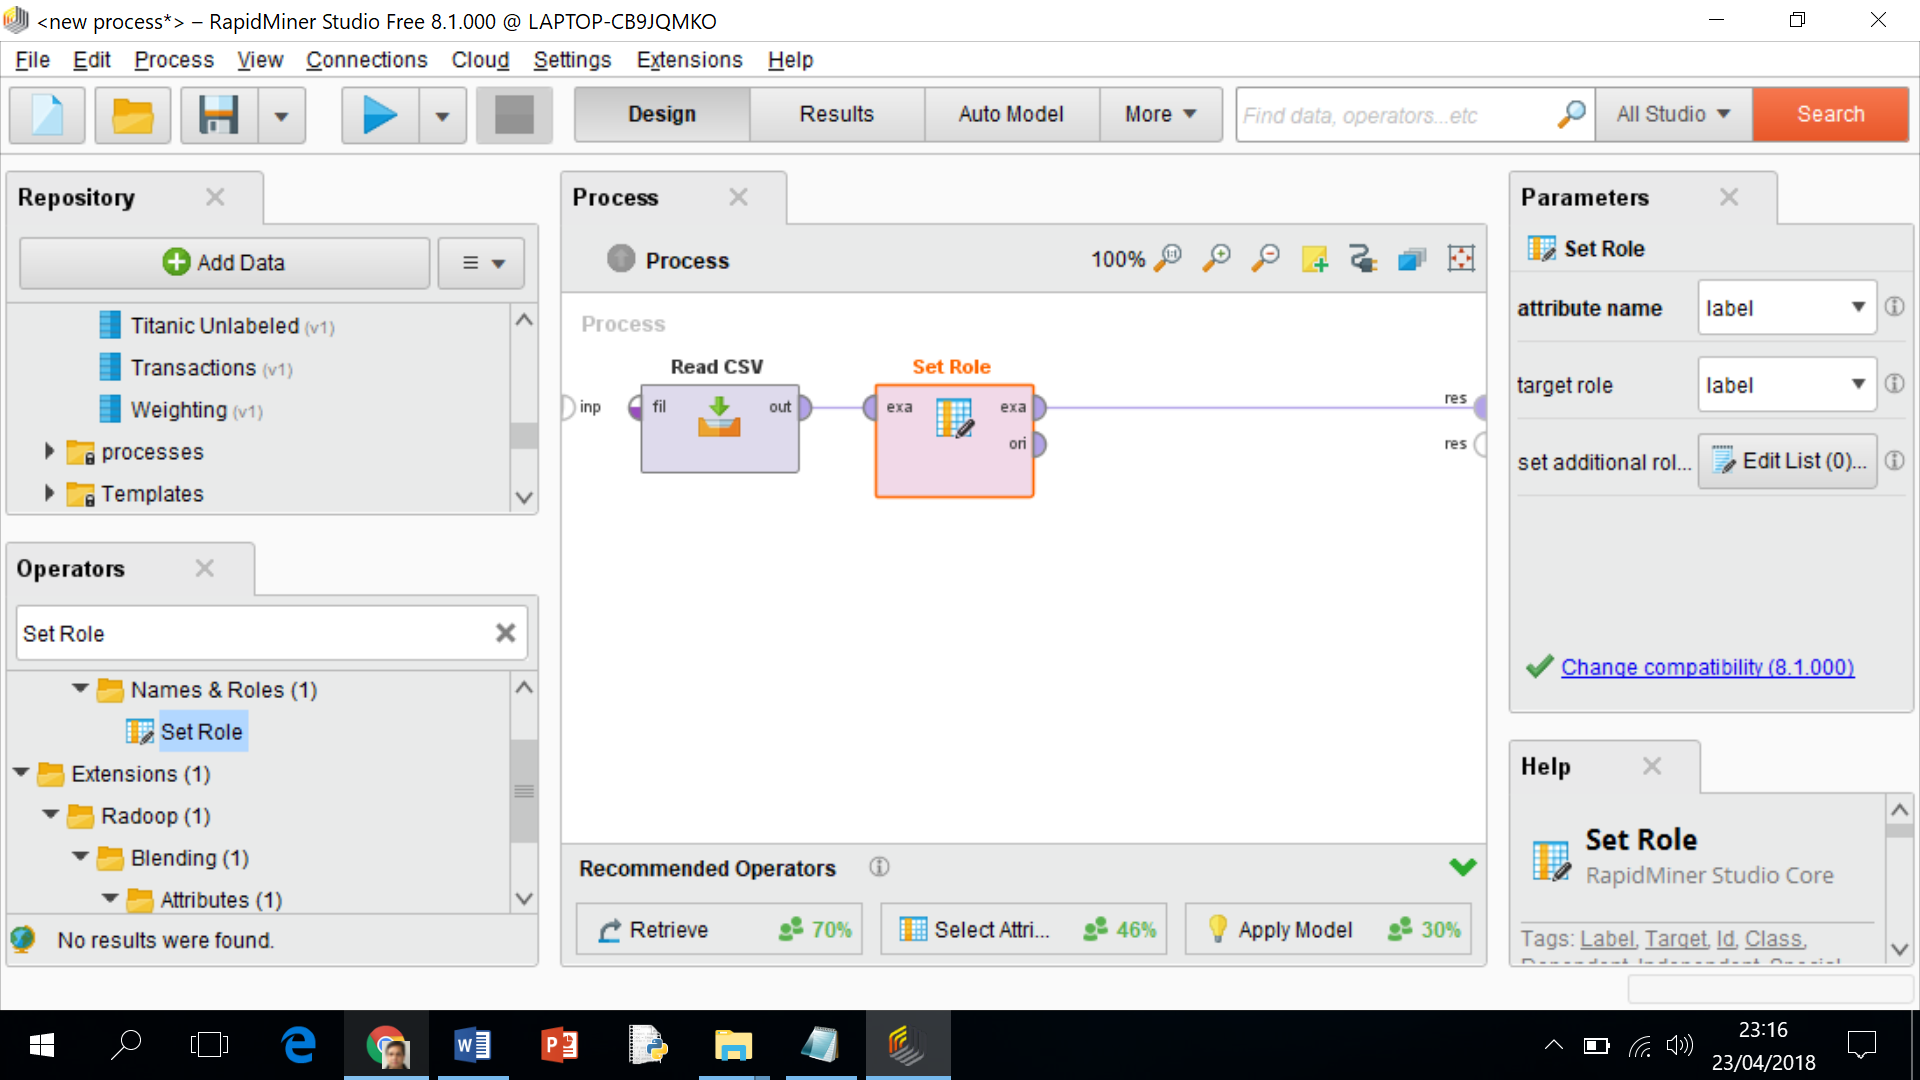 <new process*> – RapidMiner Studio Free 8.1.000 @ LAPTOP-CB9JQMKO
File Edit Process View Connections Cloud Settings Extensions Help
Design Results Auto Model More Find data, operators...etc All Studio Search
Repository
Add Data
Titanic Unlabeled (v1)
Transactions (v1)
Weighting (v1)
processes
Templates
Operators
Set Role
Names & Roles (1)
Set Role
Extensions (1)
Radoop (1)
Blending (1)
Attributes (1)
No results were found.
Process
Process
100%
Process
Read CSV
Set Role
inp
fil
out
exa
exa
ori
res
res
Recommended Operators
Retrieve 70%
Select Attri... 46%
Apply Model 30%
Parameters
Set Role
attribute name label
target role label
set additional rol... Edit List (0)...
Change compatibility (8.1.000)
Help
Set Role
RapidMiner Studio Core
Tags: Label, Target, Id, Class,
23:16
23/04/2018